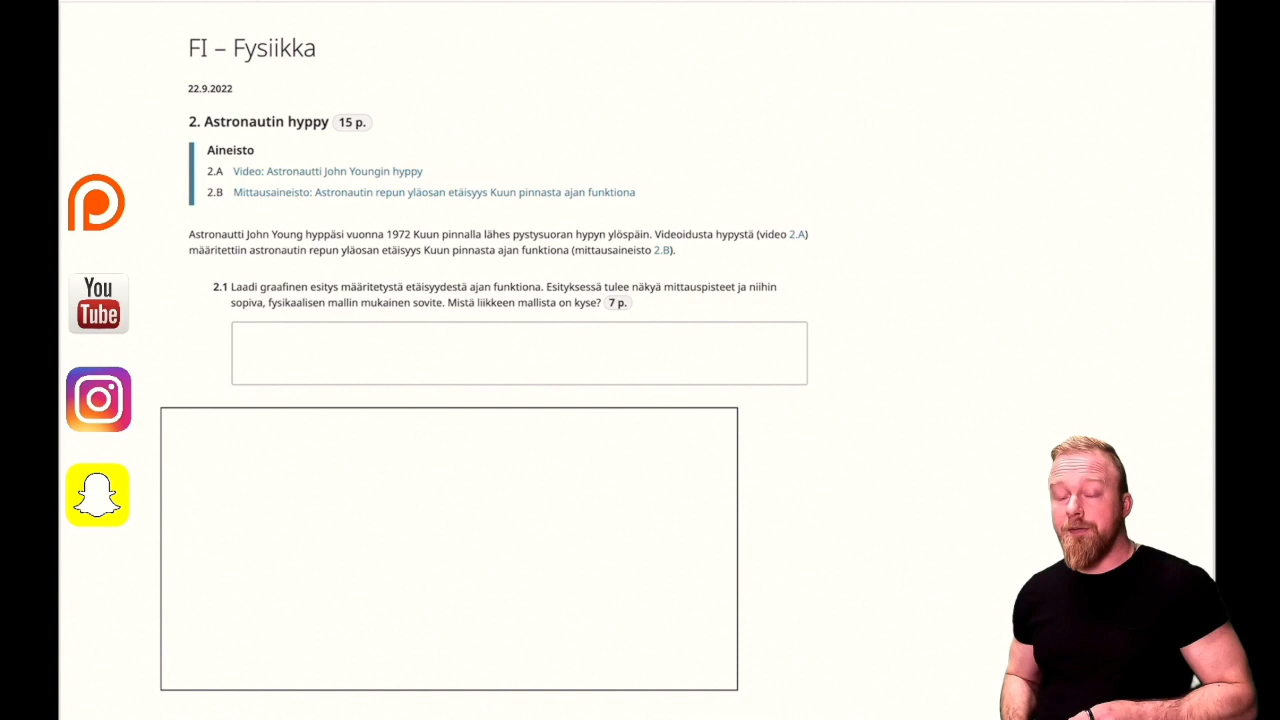 FI – Fysiikka
22.9.2022
2. Astronautin hyppy 15 p.
Aineisto
2.A Video: Astronautti John Youngin hyppy
2.B Mittausaineisto: Astronautin repun yläosan etäisyys Kuun pinnasta ajan funktiona
Astronautti John Young hyppäsi vuonna 1972 Kuun pinnalla lähes pystysuoran hypyn ylöspäin. Videoidusta hypystä (video 2.A)
määritettiin astronautin repun yläosan etäisyys Kuun pinnasta ajan funktiona (mittausaineisto 2.B).
2.1 Laadi graafinen esitys määritetystä etäisyydestä ajan funktiona. Esityksessä tulee näkyä mittauspisteet ja niihin
sopiva, fysikaalisen mallin mukainen sovite. Mistä liikkeen mallista on kyse? 7 p.
You
Tube